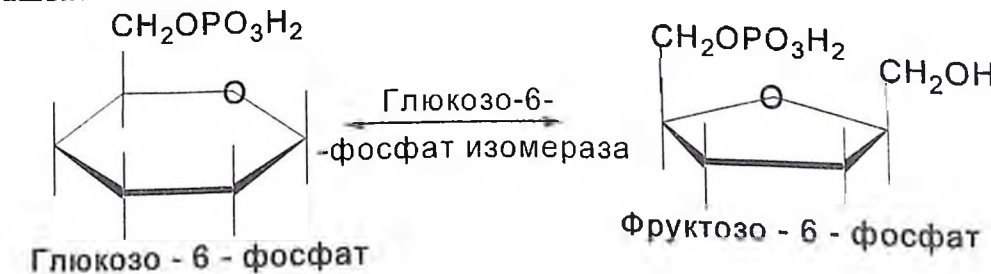 CH₂OPO₃H₂
O
Глюкозо-6-
-фосфат изомераза
Глюкозо - 6 - фосфат
CH₂OPO₃H₂
CH₂OH
O
Фруктозо - 6 - фосфат